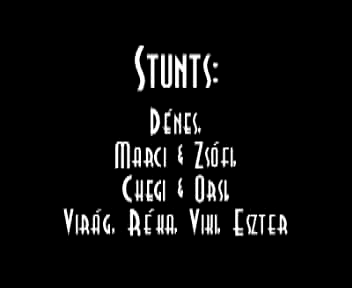 Stunts:
Dénes,
Marci & Zsófi,
Chegi & Orsi,
Virág, Réka, Viki, Eszter